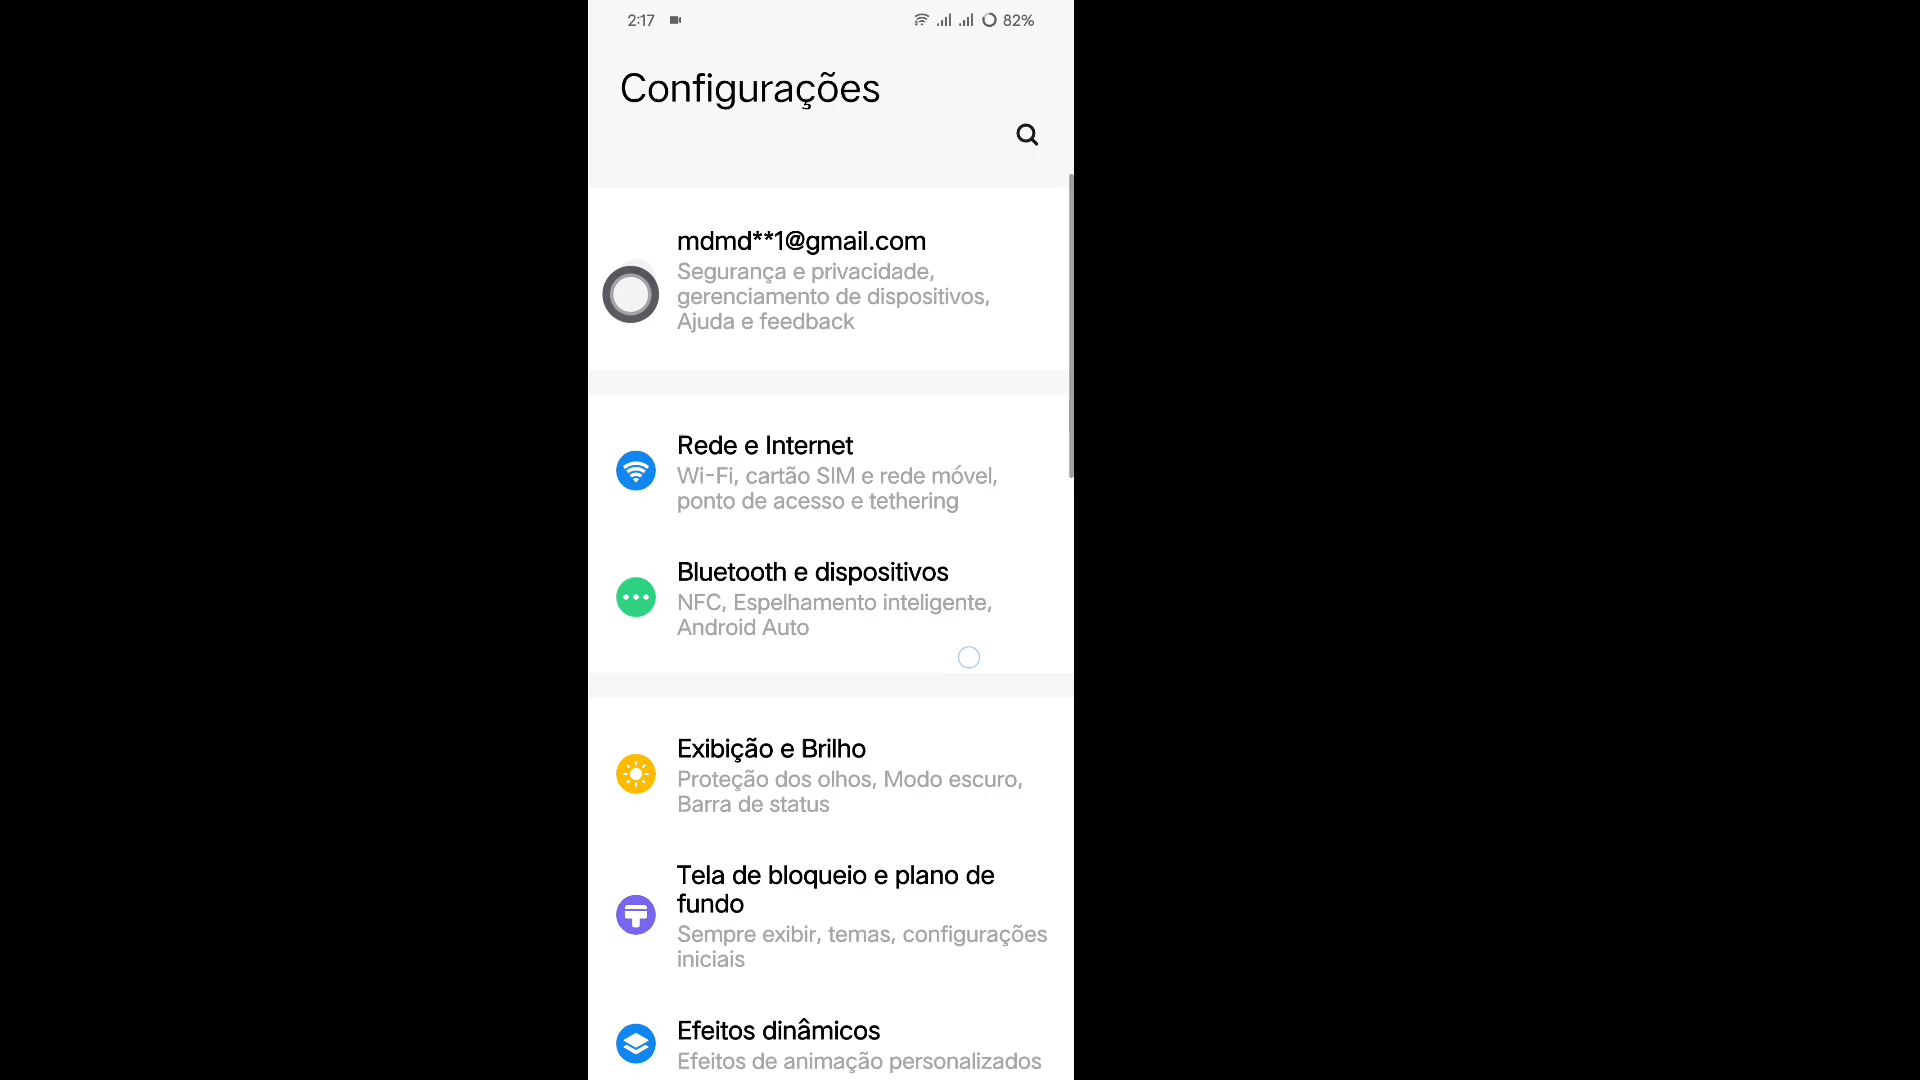 2:17 82%
Configurações
mdmd**1@gmail.com
Segurança e privacidade,
gerenciamento de dispositivos,
Ajuda e feedback
Rede e Internet
Wi-Fi, cartão SIM e rede móvel,
ponto de acesso e tethering
Bluetooth e dispositivos
NFC, Espelhamento inteligente,
Android Auto
Exibição e Brilho
Proteção dos olhos, Modo escuro,
Barra de status
Tela de bloqueio e plano de
fundo
Sempre exibir, temas, configurações
iniciais
Efeitos dinâmicos
Efeitos de animação personalizados